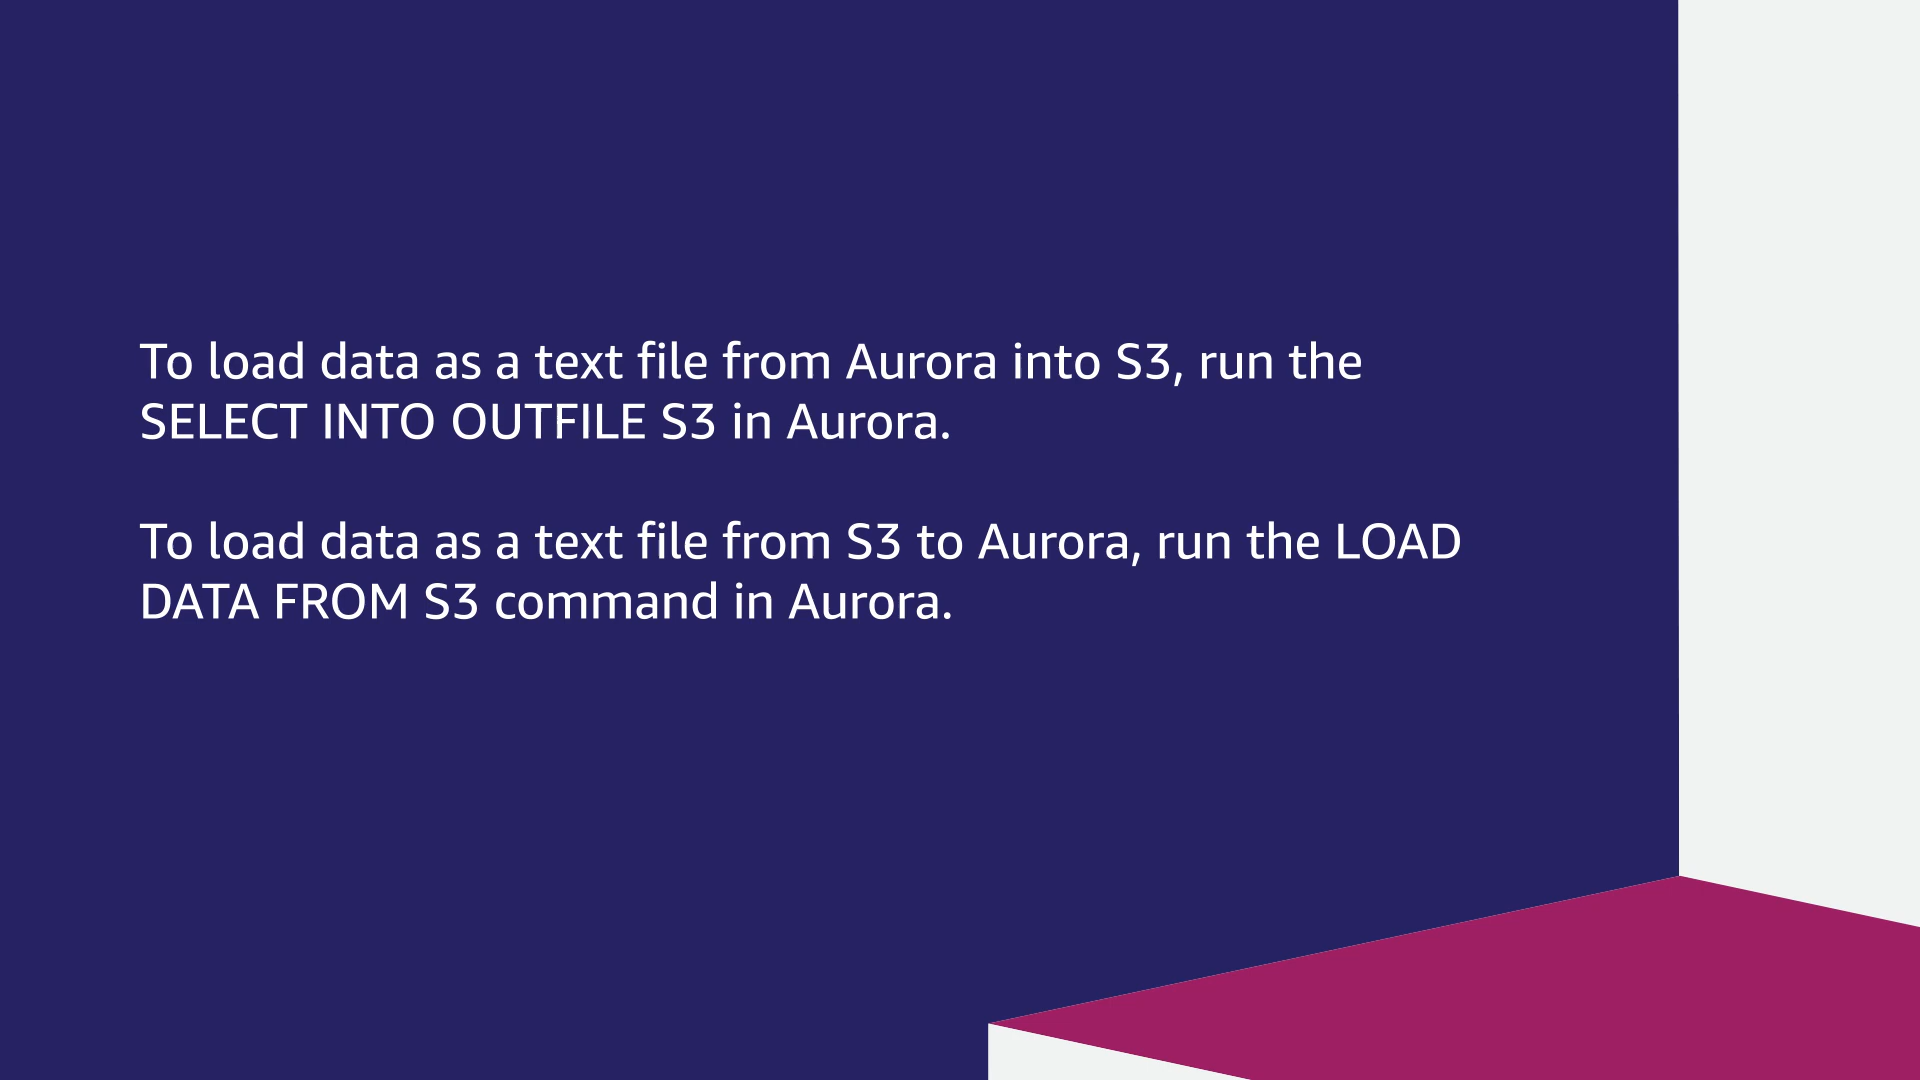 To load data as a text file from Aurora into S3, run the
SELECT INTO OUTFILE S3 in Aurora.
To load data as a text file from S3 to Aurora, run the LOAD
DATA FROM S3 command in Aurora.